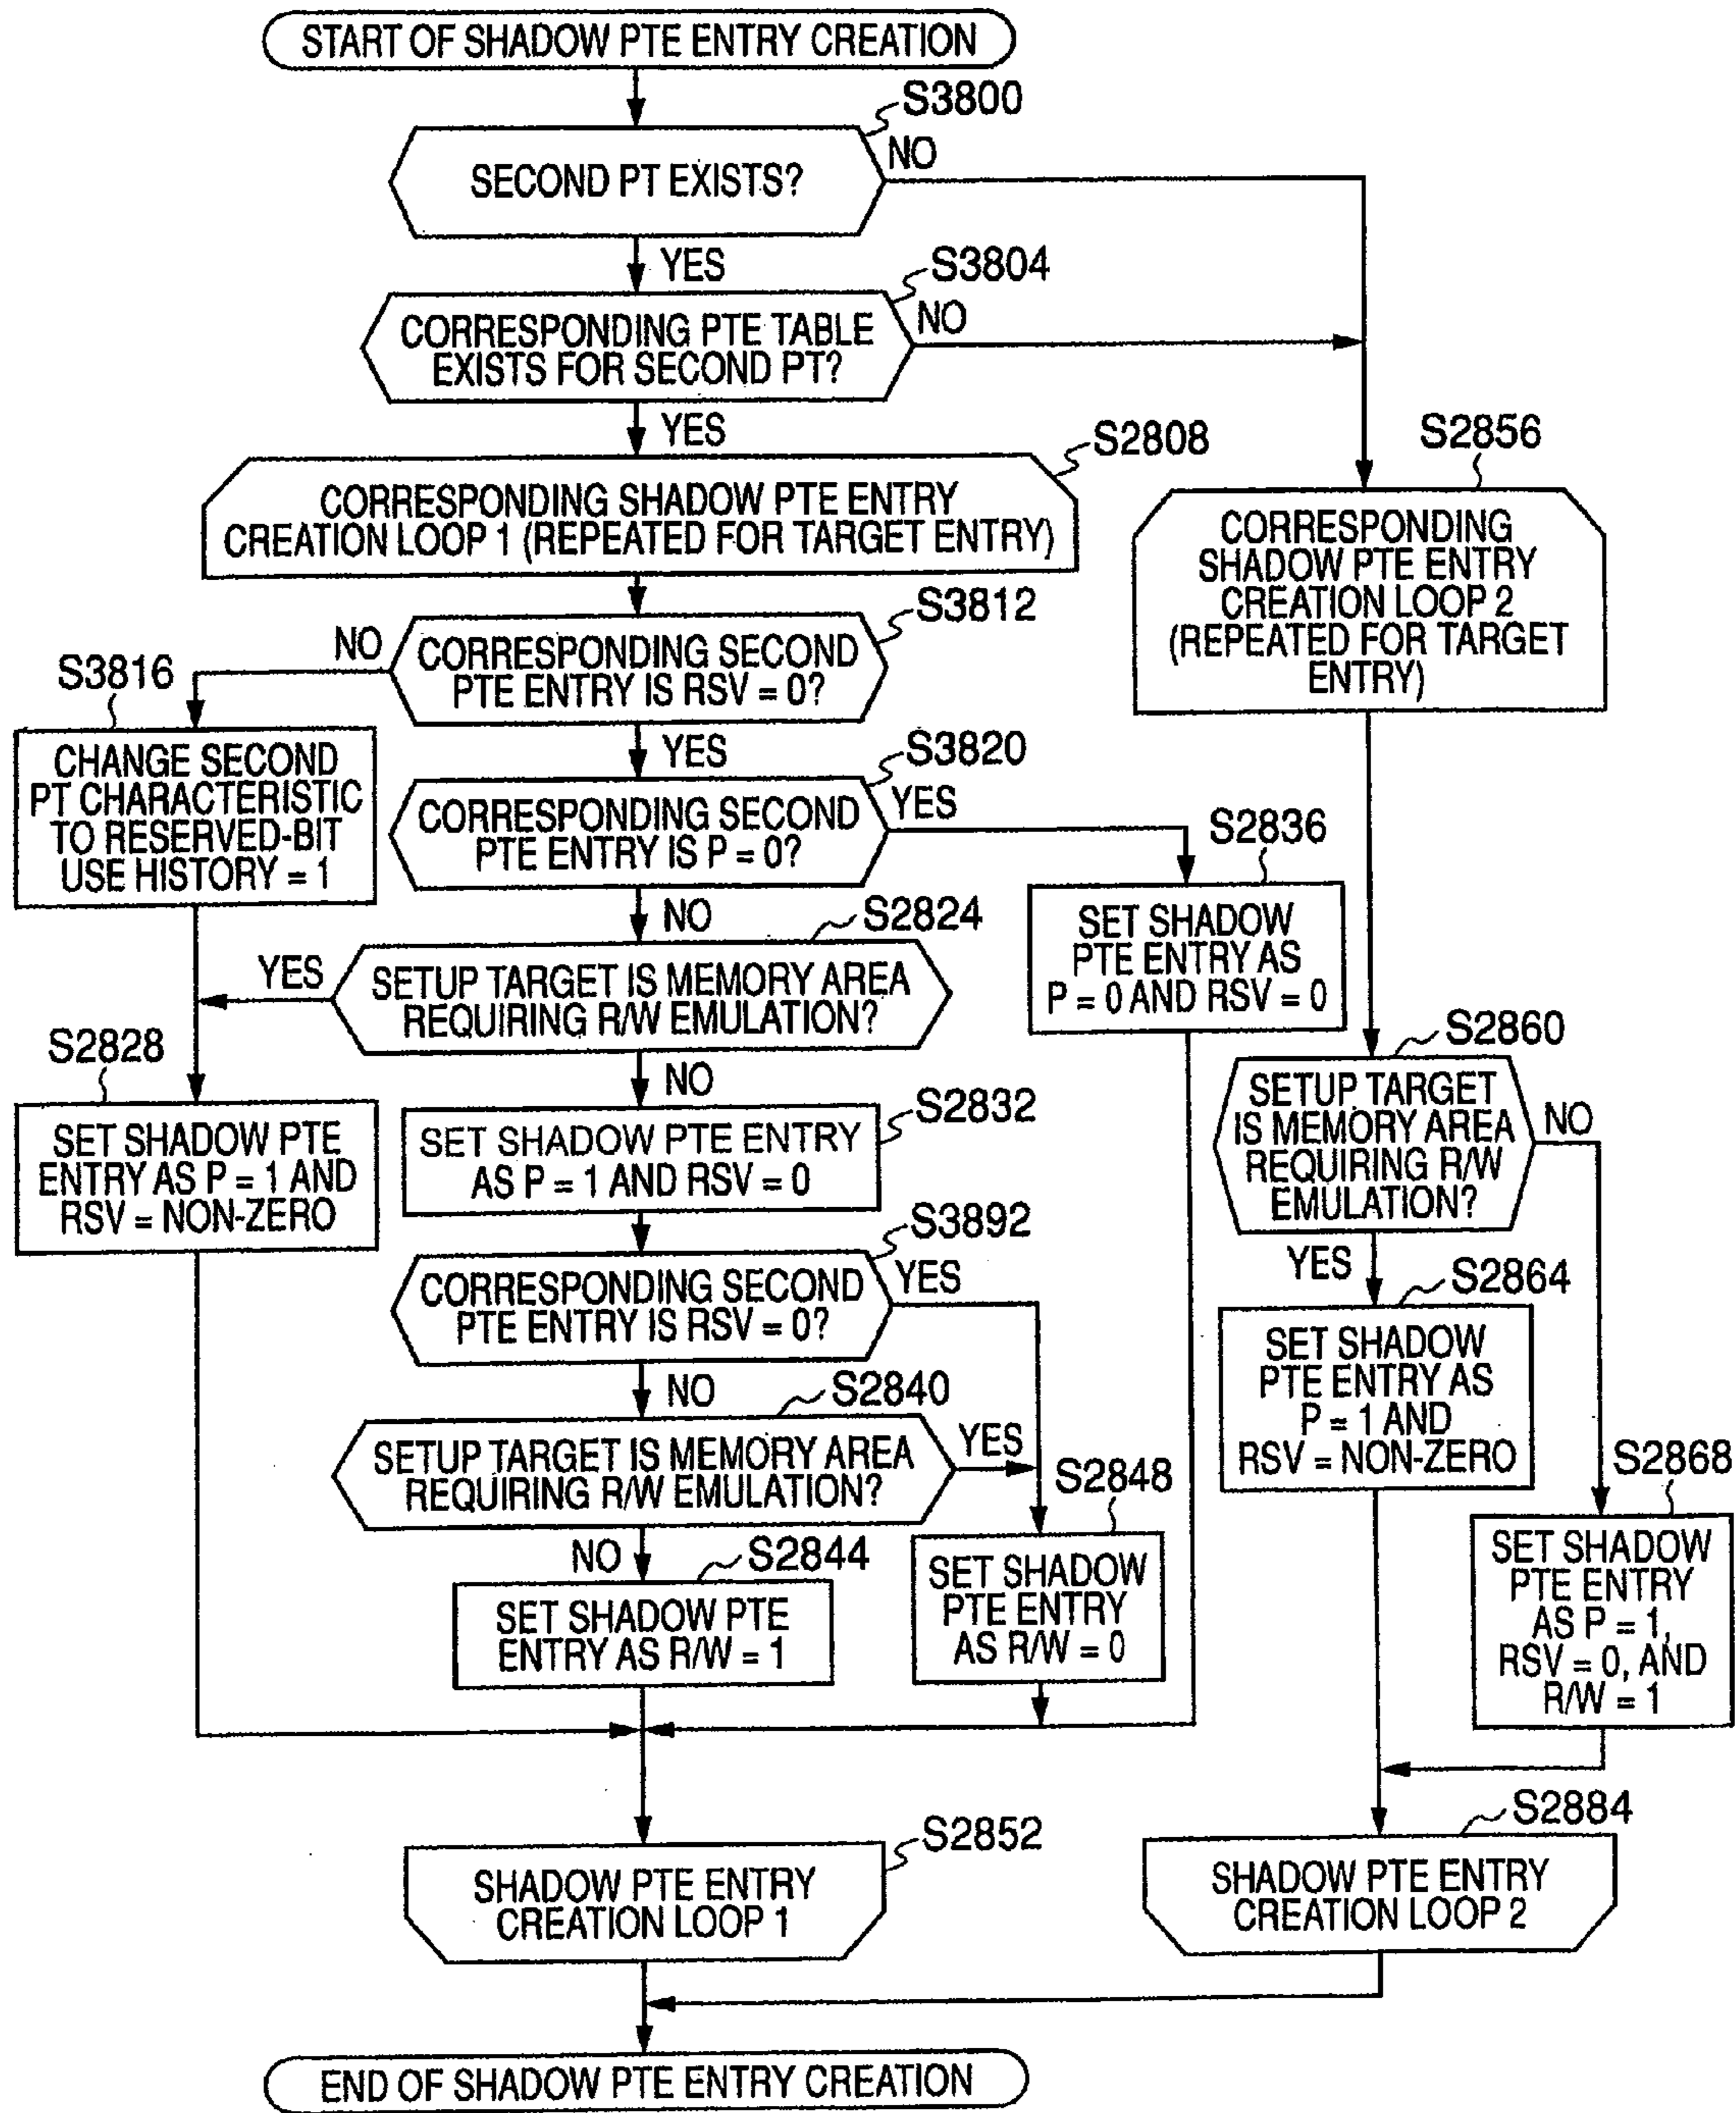 START OF SHADOW PTE ENTRY CREATION
S3800
SECOND PT EXISTS?
NO
YES
S3804
CORRESPONDING PTE TABLE
EXISTS FOR SECOND PT?
NO
YES
S2808
CORRESPONDING SHADOW PTE ENTRY
CREATION LOOP 1 (REPEATED FOR TARGET ENTRY)
S2856
CORRESPONDING
SHADOW PTE ENTRY
CREATION LOOP 2
(REPEATED FOR TARGET
ENTRY)
S3812
CORRESPONDING SECOND
PTE ENTRY IS RSV = 0?
NO
YES
S3816
CHANGE SECOND
PT CHARACTERISTIC
TO RESERVED-BIT
USE HISTORY = 1
S3820
CORRESPONDING SECOND
PTE ENTRY IS P = 0?
YES
NO
S2836
SET SHADOW
PTE ENTRY AS
P = 0 AND RSV = 0
S2824
SETUP TARGET IS MEMORY AREA
REQUIRING R/W EMULATION?
YES
NO
S2828
SET SHADOW PTE
ENTRY AS P = 1 AND
RSV = NON-ZERO
S2832
SET SHADOW PTE ENTRY
AS P = 1 AND RSV = 0
S2860
SETUP TARGET
IS MEMORY AREA
REQUIRING R/W
EMULATION?
NO
YES
S3892
CORRESPONDING SECOND
PTE ENTRY IS RSV = 0?
YES
NO
S2864
SET SHADOW
PTE ENTRY AS
P = 1 AND
RSV = NON-ZERO
S2840
SETUP TARGET IS MEMORY AREA
REQUIRING R/W EMULATION?
YES
NO
S2848
SET SHADOW
PTE ENTRY
AS R/W = 0
S2868
SET SHADOW
PTE ENTRY
AS P = 1,
RSV = 0, AND
R/W = 1
S2844
SET SHADOW PTE
ENTRY AS R/W = 1
S2852
SHADOW PTE ENTRY
CREATION LOOP 1
S2884
SHADOW PTE ENTRY
CREATION LOOP 2
END OF SHADOW PTE ENTRY CREATION